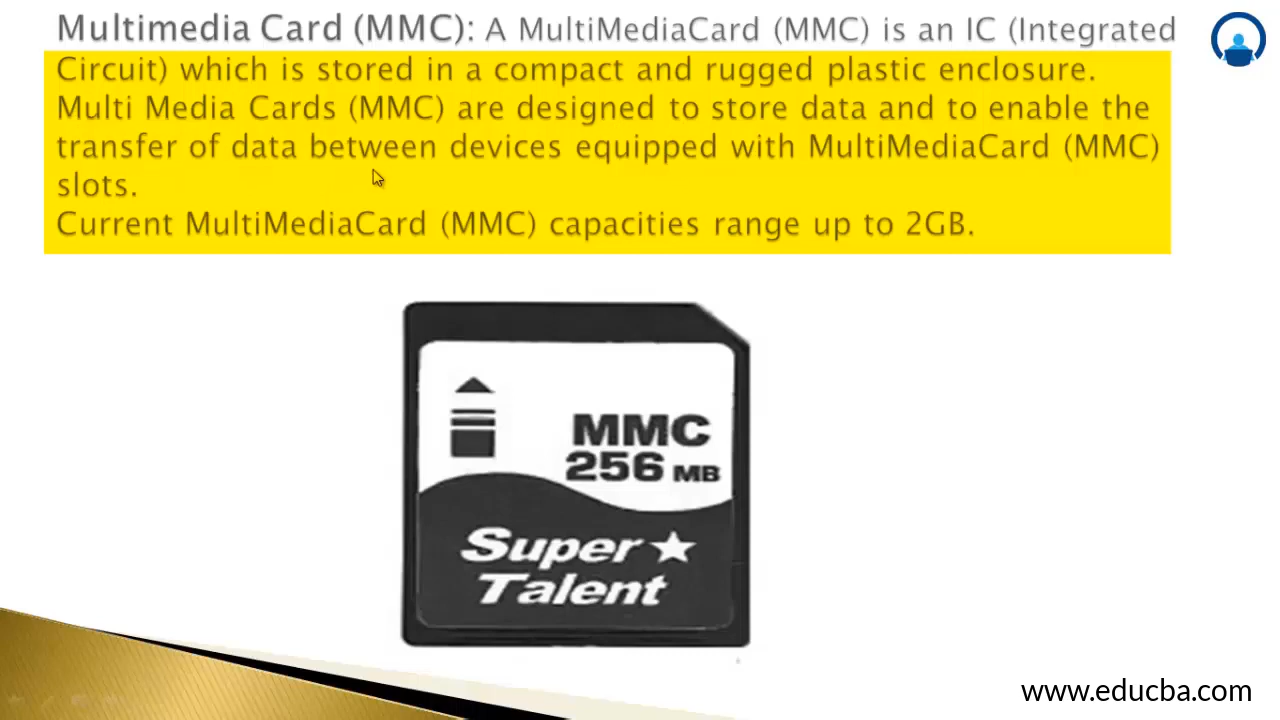 Multimedia Card (MMC): A MultiMediaCard (MMC) is an IC (Integrated
Circuit) which is stored in a compact and rugged plastic enclosure.
Multi Media Cards (MMC) are designed to store data and to enable the
transfer of data between devices equipped with MultiMediaCard (MMC)
slots.
Current MultiMediaCard (MMC) capacities range up to 2GB.
MMC
256 MB
Super
Talent
www.educba.com